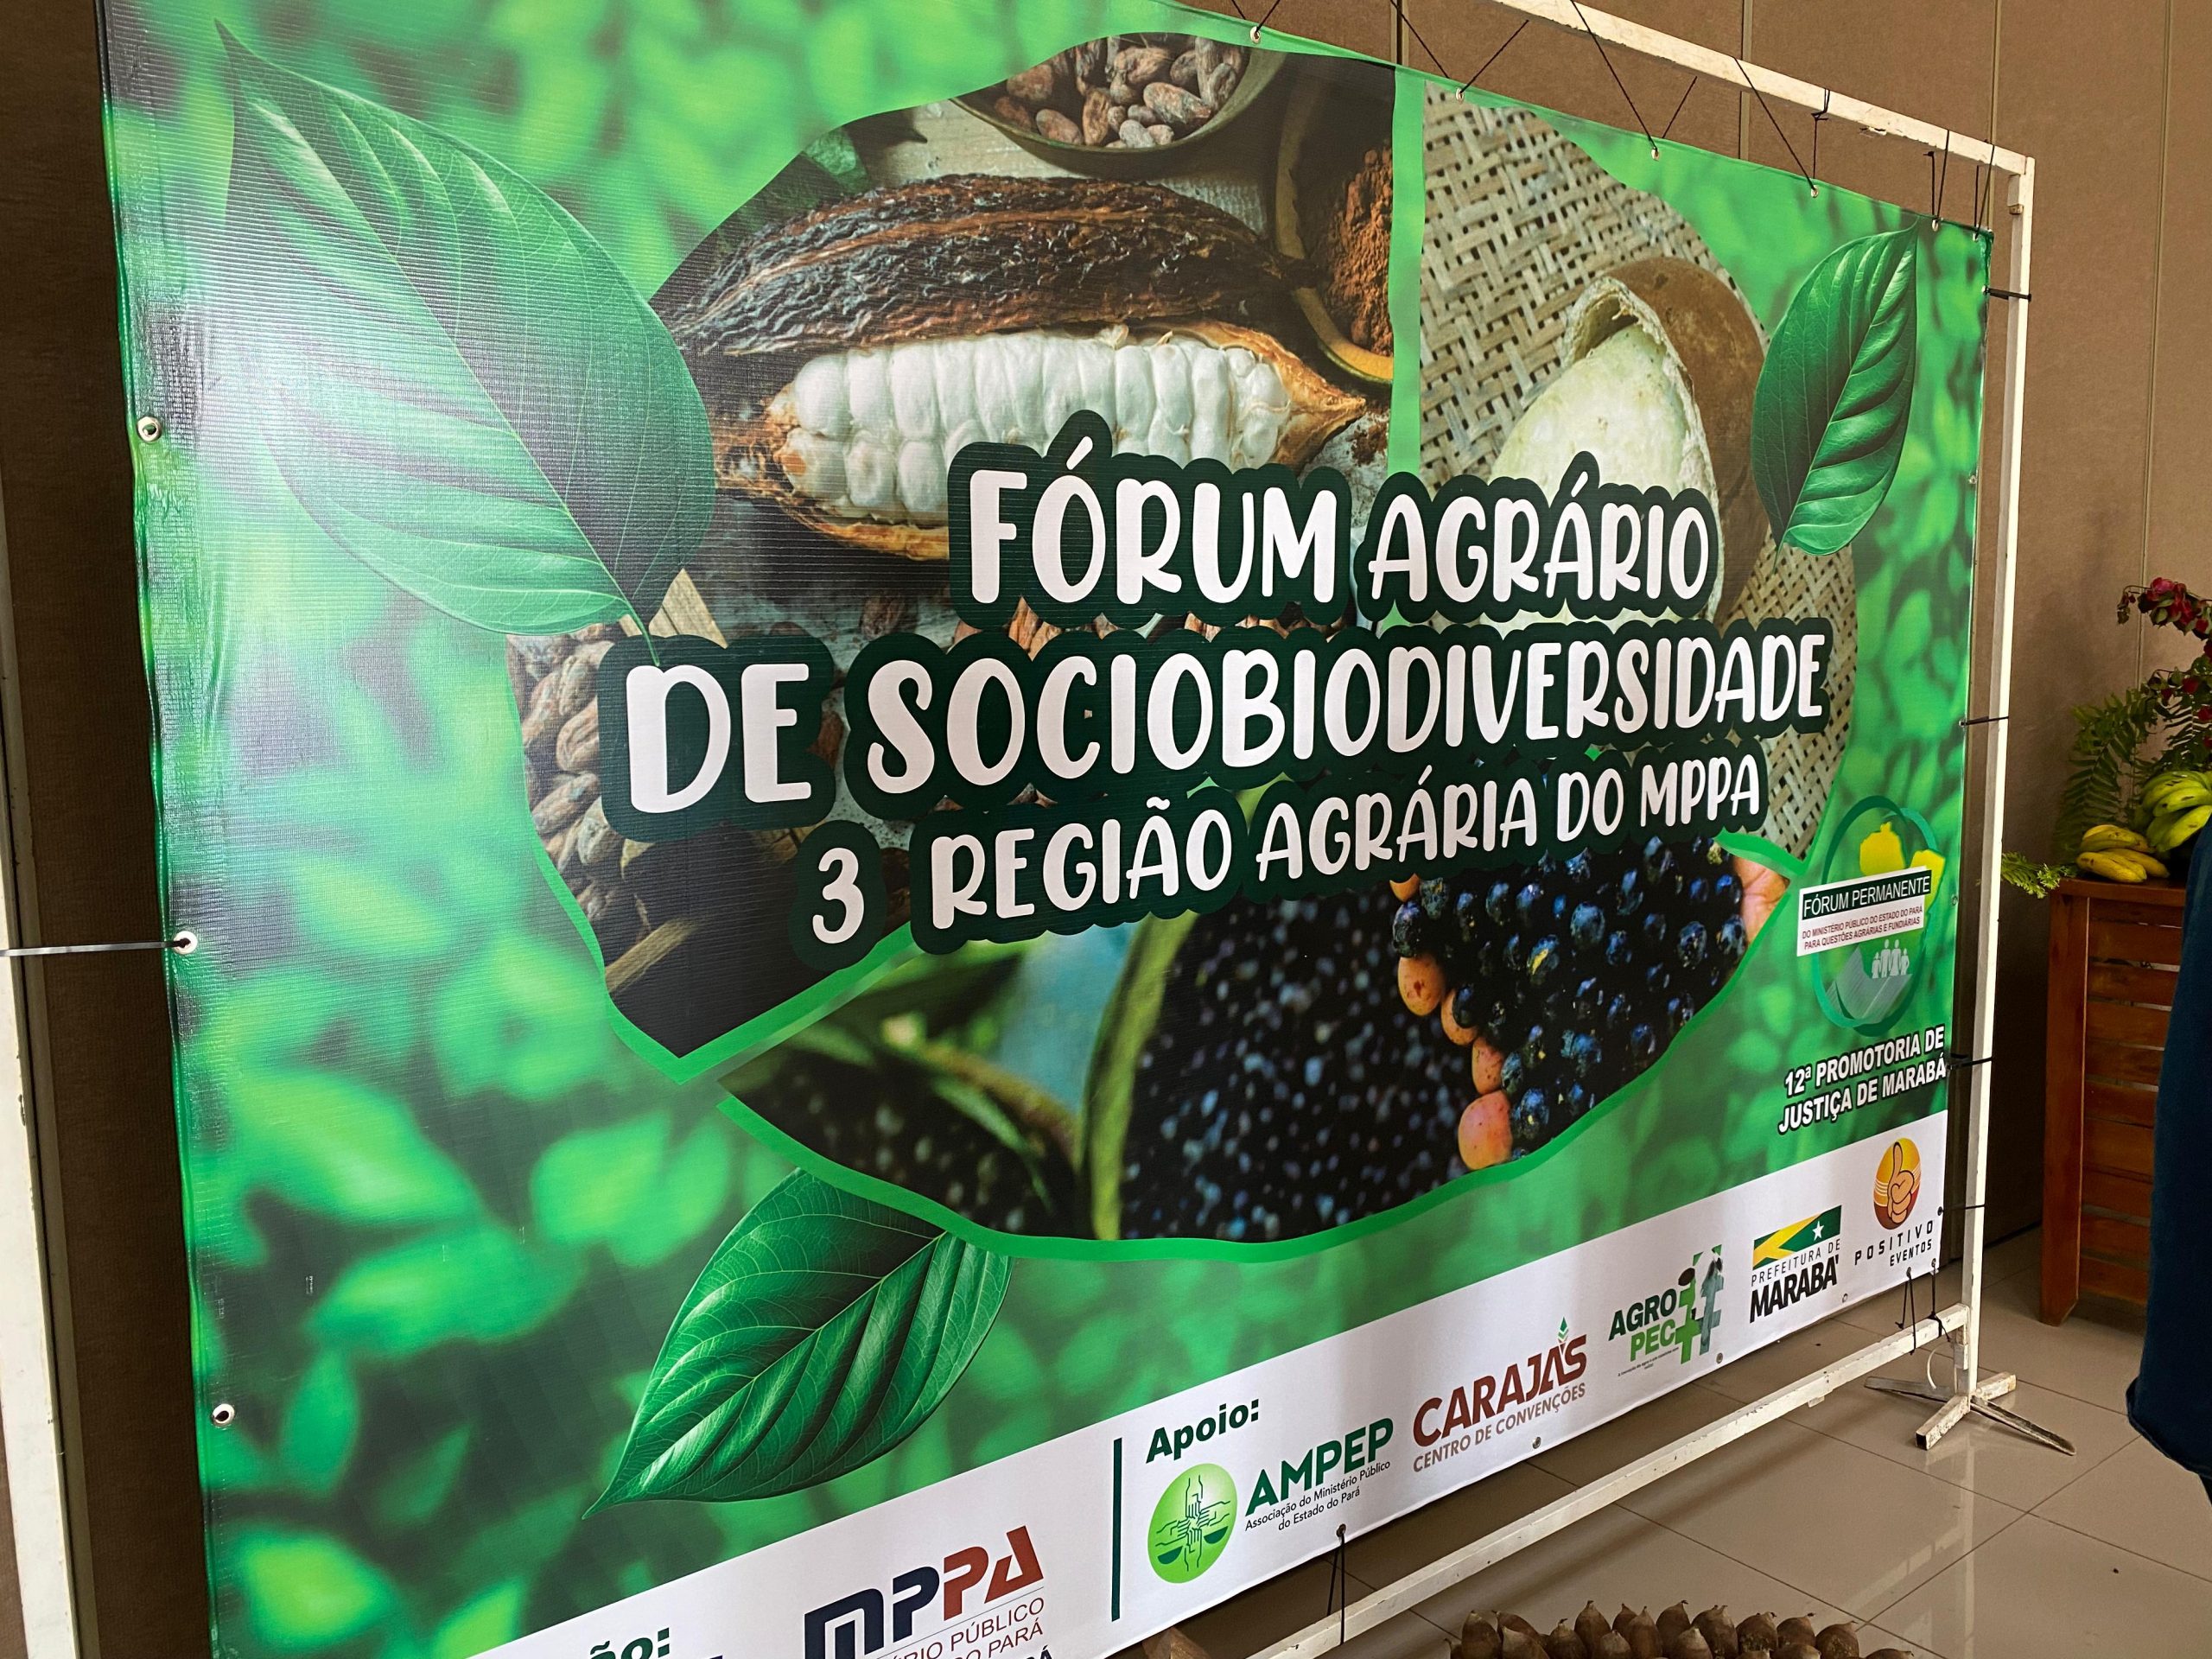 FÓRUM AGRÁRIO
DE SOCIOBIODIVERSIDADE
3 REGIÃO AGRÁRIA DO MPPA
FÓRUM PERMANENTE
DO MINISTÉRIO PÚBLICO DO ESTADO DO PARÁ
PARA QUESTÕES AGRÁRIAS E FUNDIÁRIAS
12ª PROMOTORIA DE
JUSTIÇA DE MARABÁ
MPPA
PÚBLICO
PARÁ
Apoio:
AMPEP
Associação do Ministério Público
do Estado do Pará
CARAJÁS
CENTRO DE CONVENÇÕES
AGRO
PEC
PREFEITURA DE
MARABÁ
POSITIVO
EVENTOS